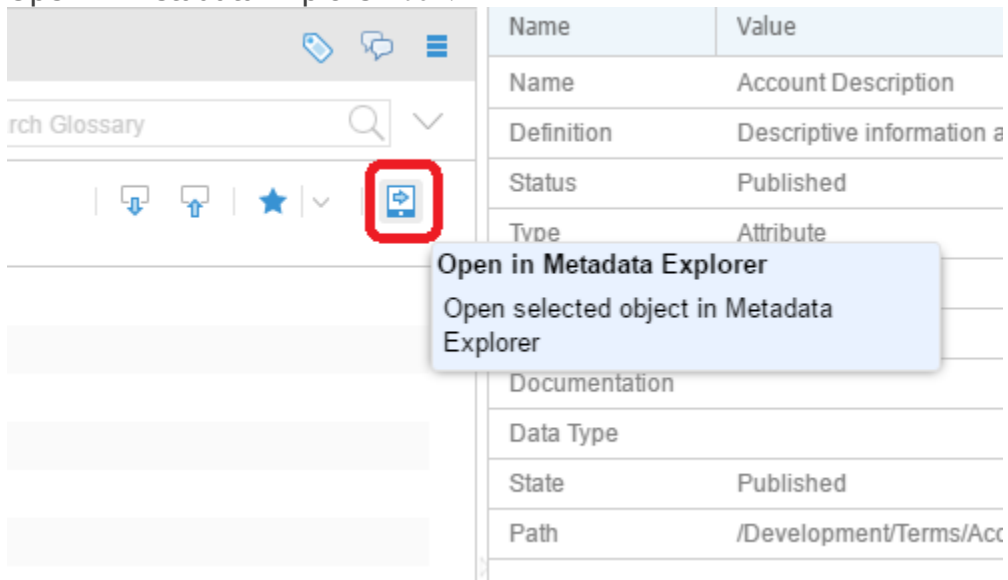 Name Value
Name Account Description
rch Glossary
Definition Descriptive information a
Status Published
Type Attribute
Open in Metadata Explorer
Open selected object in Metadata
Explorer
Documentation
Data Type
State Published
Path /Development/Terms/Acc